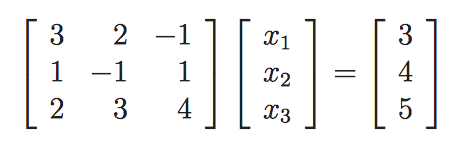 3 2 −1 x₁ 3
1 −1 1 x₂ = 4
2 3 4 x₃ 5